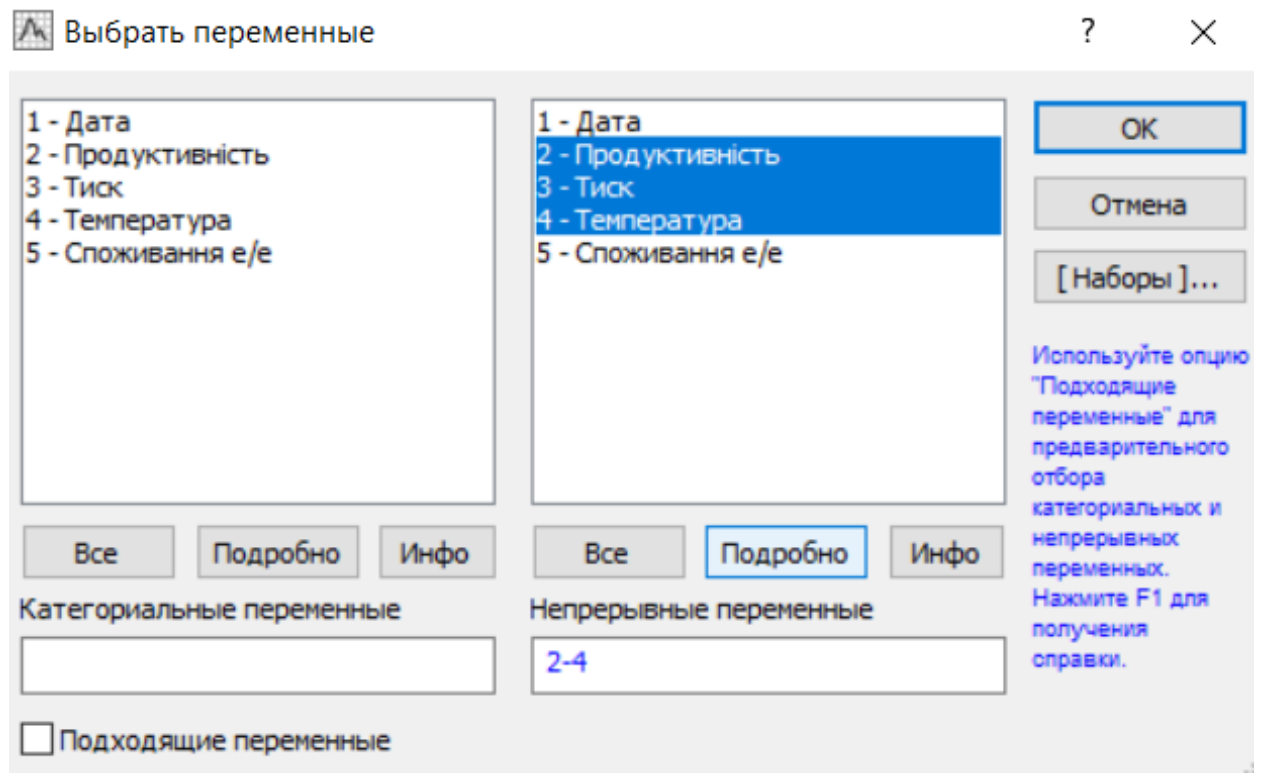 Выбрать переменные
?
1 - Дата
2 - Продуктивність
3 - Тиск
4 - Температура
5 - Споживання е/е
1 - Дата
2 - Продуктивність
3 - Тиск
4 - Температура
5 - Споживання е/е
OK
Отмена
[ Наборы ]...
Используйте опцию
"Подходящие
переменные" для
предварительного
отбора
категориальных и
непрерывных
переменных.
Нажмите F1 для
получения
справки.
Все Подробно Инфо
Все Подробно Инфо
Категориальные переменные
Непрерывные переменные
2-4
Подходящие переменные